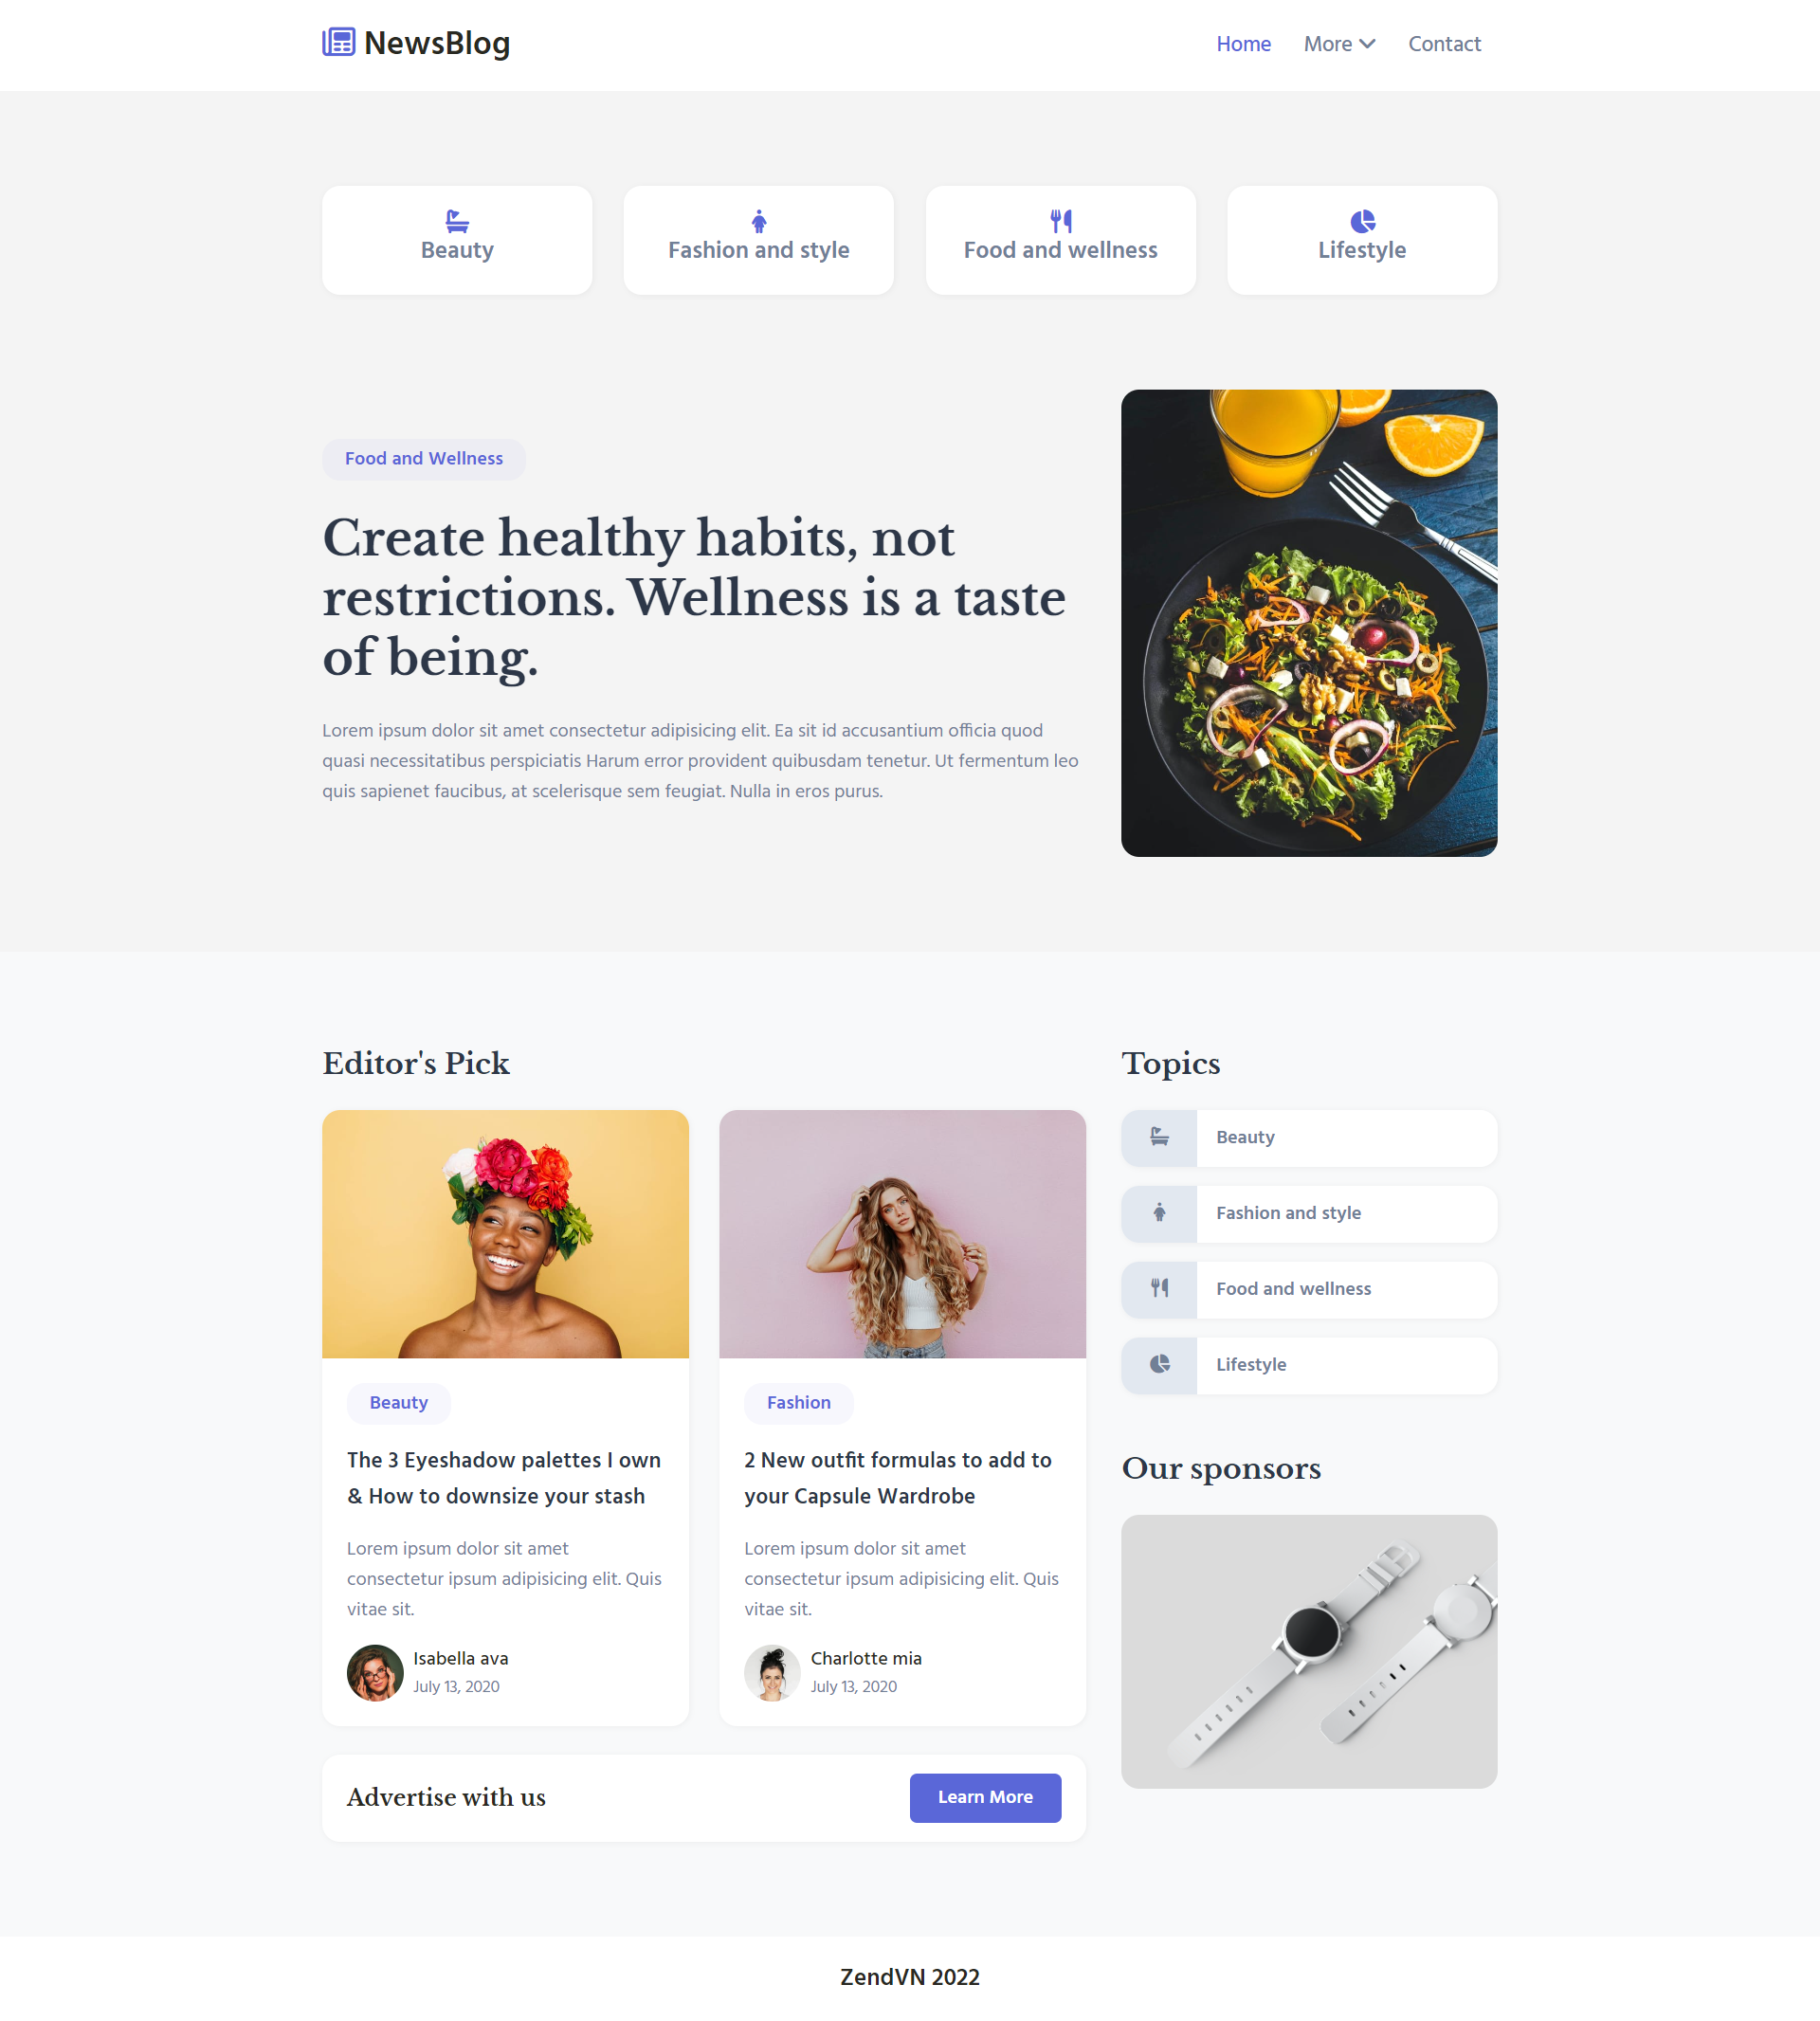 NewsBlog
Home
More
Contact
Beauty
Fashion and style
Food and wellness
Lifestyle
Food and Wellness
Create healthy habits, not
restrictions. Wellness is a taste
of being.
Lorem ipsum dolor sit amet consectetur adipisicing elit. Ea sit id accusantium officia quod
quasi necessitatibus perspiciatis Harum error provident quibusdam tenetur. Ut fermentum leo
quis sapienet faucibus, at scelerisque sem feugiat. Nulla in eros purus.
Editor's Pick
Beauty
The 3 Eyeshadow palettes I own
& How to downsize your stash
Lorem ipsum dolor sit amet
consectetur ipsum adipisicing elit. Quis
vitae sit.
Isabella ava
July 13, 2020
Fashion
2 New outfit formulas to add to
your Capsule Wardrobe
Lorem ipsum dolor sit amet
consectetur ipsum adipisicing elit. Quis
vitae sit.
Charlotte mia
July 13, 2020
Advertise with us
Learn More
Topics
Beauty
Fashion and style
Food and wellness
Lifestyle
Our sponsors
ZendVN 2022